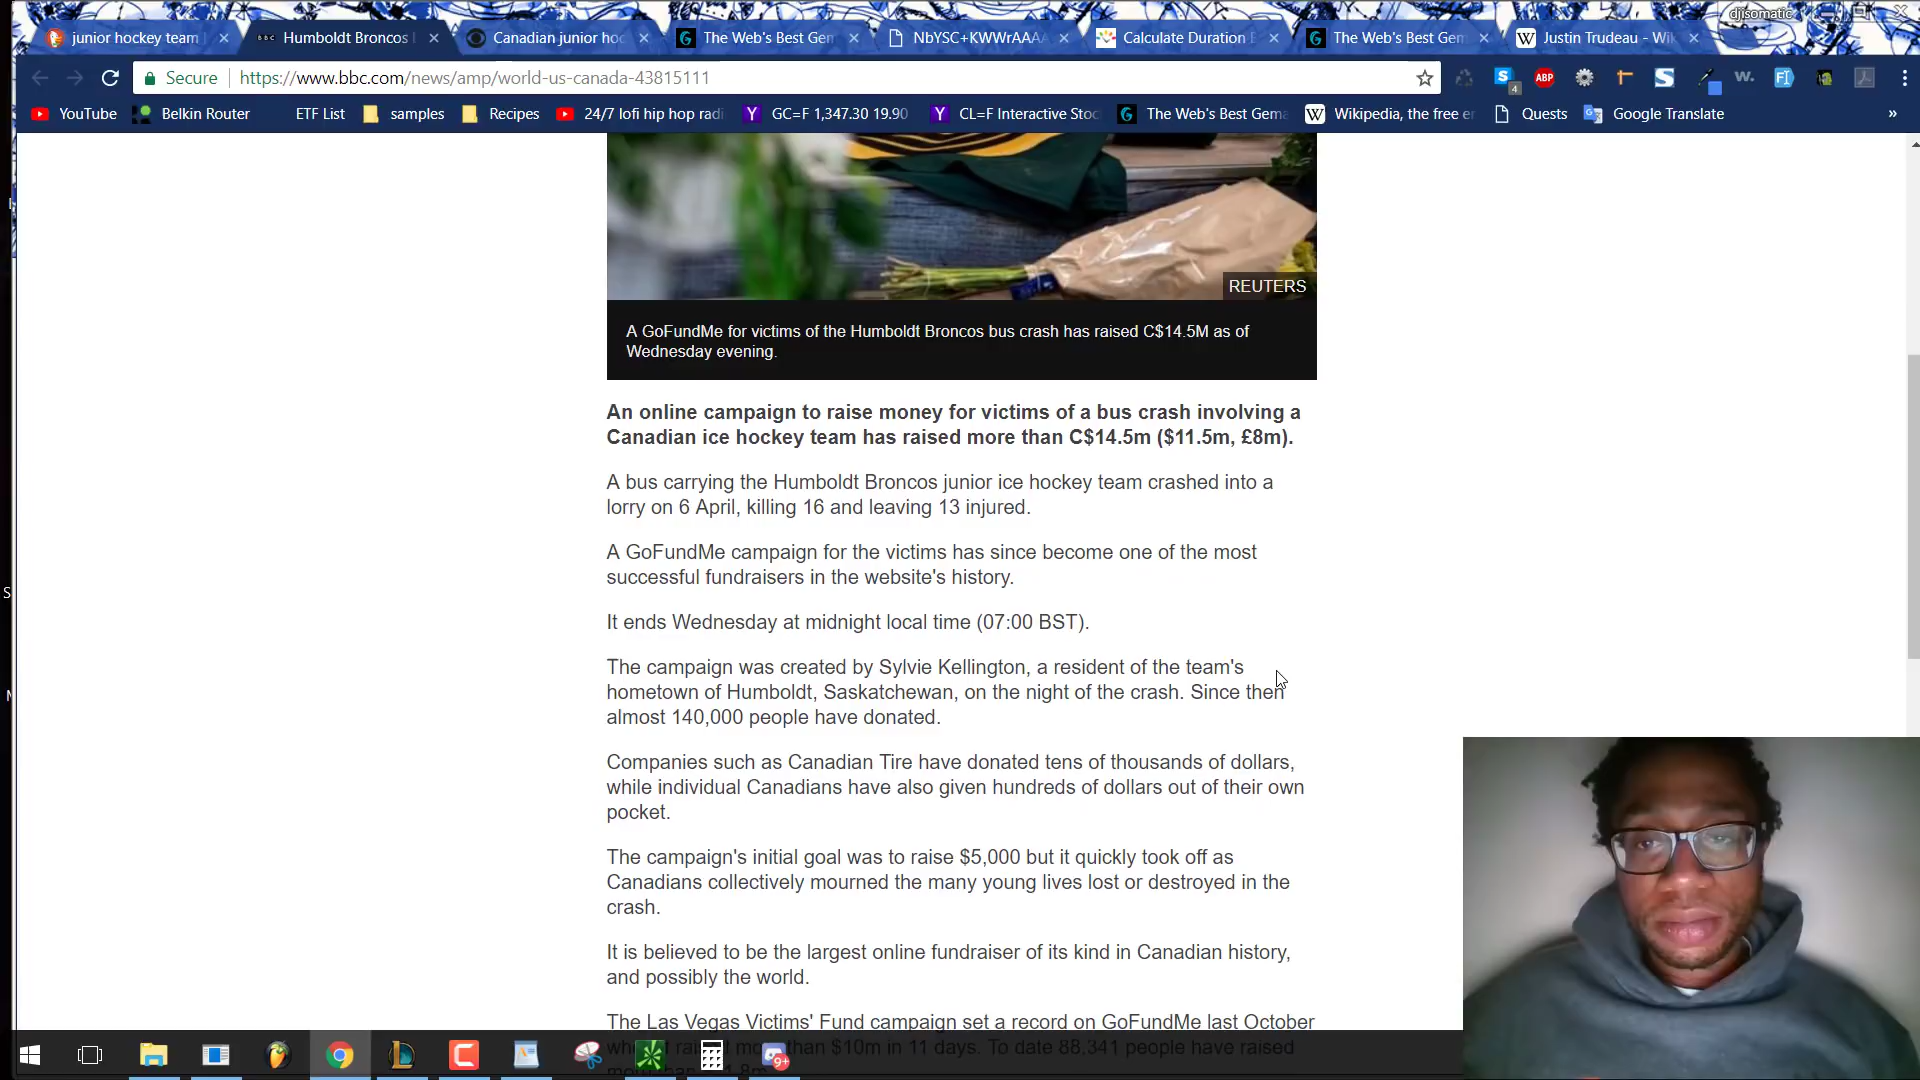 djisomatic
junior hockey team
Humboldt Broncos
Canadian junior hoc
The Web's Best Gem
NbYSC+KWWrAAAA
Calculate Duration
The Web's Best Gem
Justin Trudeau - Wik
Secure
https://www.bbc.com/news/amp/world-us-canada-43815111
4
ABP
w.
YouTube
Belkin Router
ETF List
samples
Recipes
24/7 lofi hip hop radi
GC=F 1,347.30 19.90
CL=F Interactive Stoc
The Web's Best Gema
Wikipedia, the free e
Quests
Google Translate
»
REUTERS
A GoFundMe for victims of the Humboldt Broncos bus crash has raised C$14.5M as of
Wednesday evening.
An online campaign to raise money for victims of a bus crash involving a
Canadian ice hockey team has raised more than C$14.5m ($11.5m, £8m).
A bus carrying the Humboldt Broncos junior ice hockey team crashed into a
lorry on 6 April, killing 16 and leaving 13 injured.
A GoFundMe campaign for the victims has since become one of the most
successful fundraisers in the website's history.
It ends Wednesday at midnight local time (07:00 BST).
The campaign was created by Sylvie Kellington, a resident of the team's
hometown of Humboldt, Saskatchewan, on the night of the crash. Since then
almost 140,000 people have donated.
Companies such as Canadian Tire have donated tens of thousands of dollars,
while individual Canadians have also given hundreds of dollars out of their own
pocket.
The campaign's initial goal was to raise $5,000 but it quickly took off as
Canadians collectively mourned the many young lives lost or destroyed in the
crash.
It is believed to be the largest online fundraiser of its kind in Canadian history,
and possibly the world.
The Las Vegas Victims' Fund campaign set a record on GoFundMe last October
than $10m in 11 days. To date 88,341 people have raised
9+